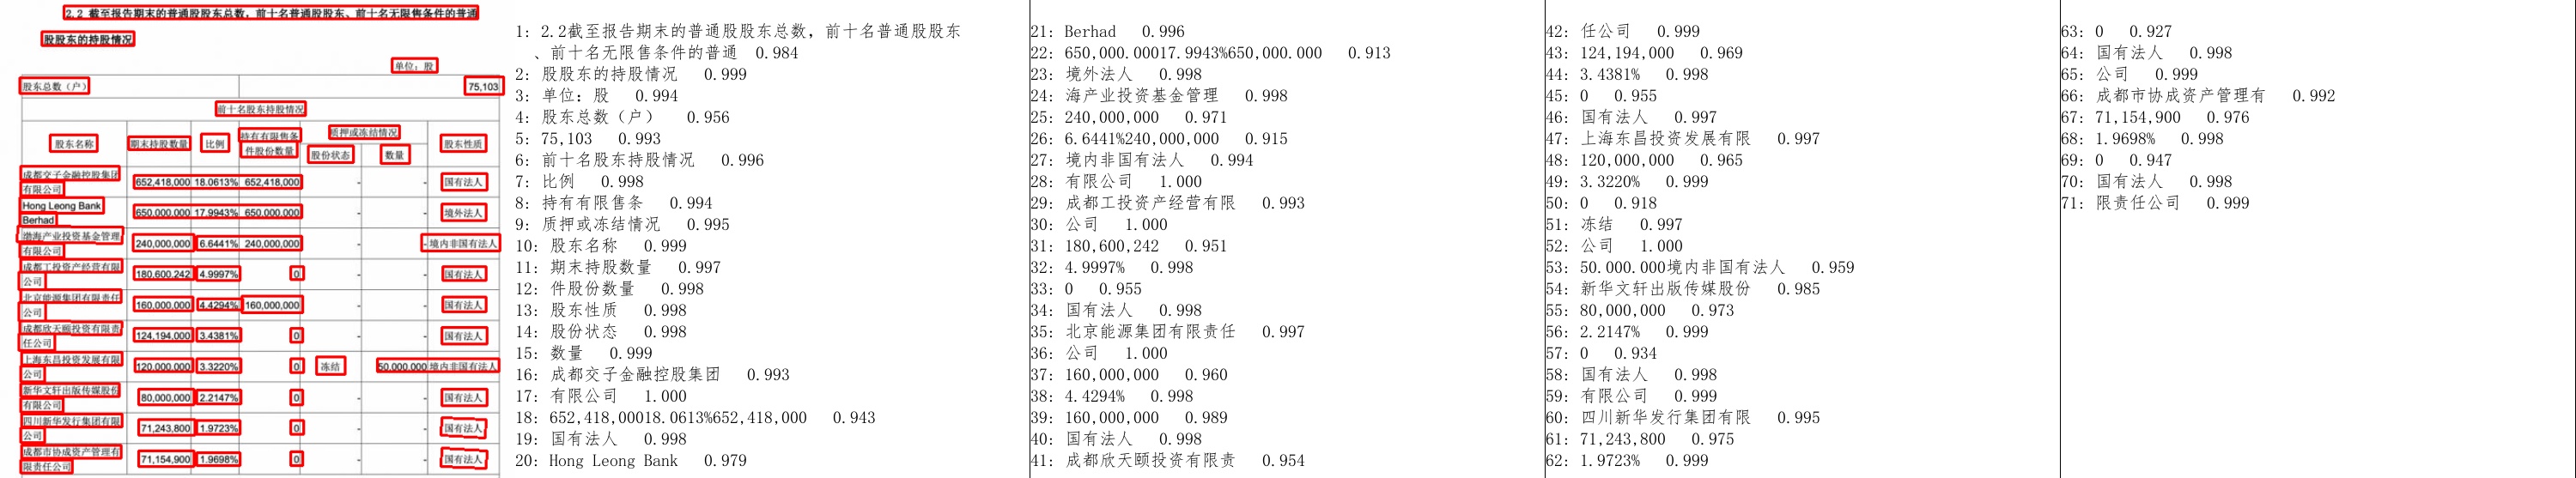 2.2 截至报告期末的普通股股东总数，前十名普通股股东、前十名无限售条件的普通
股股东的持股情况
单位：股
股东总数（户） 75,103
前十名股东持股情况
股东名称 期末持股数量 比例 持有有限售条件股份数量 质押或冻结情况 股东性质
股份状态 数量
成都交子金融控股集团有限公司 652,418,000 18.0613% 652,418,000 - - 国有法人
Hong Leong Bank Berhad 650,000,000 17.9943% 650,000,000 - - 境外法人
渤海产业投资基金管理有限公司 240,000,000 6.6441% 240,000,000 - - 境内非国有法人
成都工投资产经营有限公司 180,600,242 4.9997% 0 - - 国有法人
北京能源集团有限责任公司 160,000,000 4.4294% 160,000,000 - - 国有法人
成都欣天颐投资有限责任公司 124,194,000 3.4381% 0 - - 国有法人
上海东昌投资发展有限公司 120,000,000 3.3220% 0 冻结 50,000,000 境内非国有法人
新华文轩出版传媒股份有限公司 80,000,000 2.2147% 0 - - 国有法人
四川新华发行集团有限公司 71,243,800 1.9723% 0 - - 国有法人
成都市协成资产管理有限责任公司 71,154,900 1.9698% 0 - - 国有法人
1: 2.2截至报告期末的普通股股东总数，前十名普通股股东
、前十名无限售条件的普通 0.984
2: 股股东的持股情况 0.999
3: 单位：股 0.994
4: 股东总数（户） 0.956
5: 75,103 0.993
6: 前十名股东持股情况 0.996
7: 比例 0.998
8: 持有有限售条 0.994
9: 质押或冻结情况 0.995
10: 股东名称 0.999
11: 期末持股数量 0.997
12: 件股份数量 0.998
13: 股东性质 0.998
14: 股份状态 0.998
15: 数量 0.999
16: 成都交子金融控股集团 0.993
17: 有限公司 1.000
18: 652,418,00018.0613%652,418,000 0.943
19: 国有法人 0.998
20: Hong Leong Bank 0.979
21: Berhad 0.996
22: 650,000.00017.9943%650,000.000 0.913
23: 境外法人 0.998
24: 海产业投资基金管理 0.998
25: 240,000,000 0.971
26: 6.6441%240,000,000 0.915
27: 境内非国有法人 0.994
28: 有限公司 1.000
29: 成都工投资产经营有限 0.993
30: 公司 1.000
31: 180,600,242 0.951
32: 4.9997% 0.998
33: 0 0.955
34: 国有法人 0.998
35: 北京能源集团有限责任 0.997
36: 公司 1.000
37: 160,000,000 0.960
38: 4.4294% 0.998
39: 160,000,000 0.989
40: 国有法人 0.998
41: 成都欣天颐投资有限责 0.954
42: 任公司 0.999
43: 124,194,000 0.969
44: 3.4381% 0.998
45: 0 0.955
46: 国有法人 0.997
47: 上海东昌投资发展有限 0.997
48: 120,000,000 0.965
49: 3.3220% 0.999
50: 0 0.918
51: 冻结 0.997
52: 公司 1.000
53: 50.000.000境内非国有法人 0.959
54: 新华文轩出版传媒股份 0.985
55: 80,000,000 0.973
56: 2.2147% 0.999
57: 0 0.934
58: 国有法人 0.998
59: 有限公司 0.999
60: 四川新华发行集团有限 0.995
61: 71,243,800 0.975
62: 1.9723% 0.999
63: 0 0.927
64: 国有法人 0.998
65: 公司 0.999
66: 成都市协成资产管理有 0.992
67: 71,154,900 0.976
68: 1.9698% 0.998
69: 0 0.947
70: 国有法人 0.998
71: 限责任公司 0.999